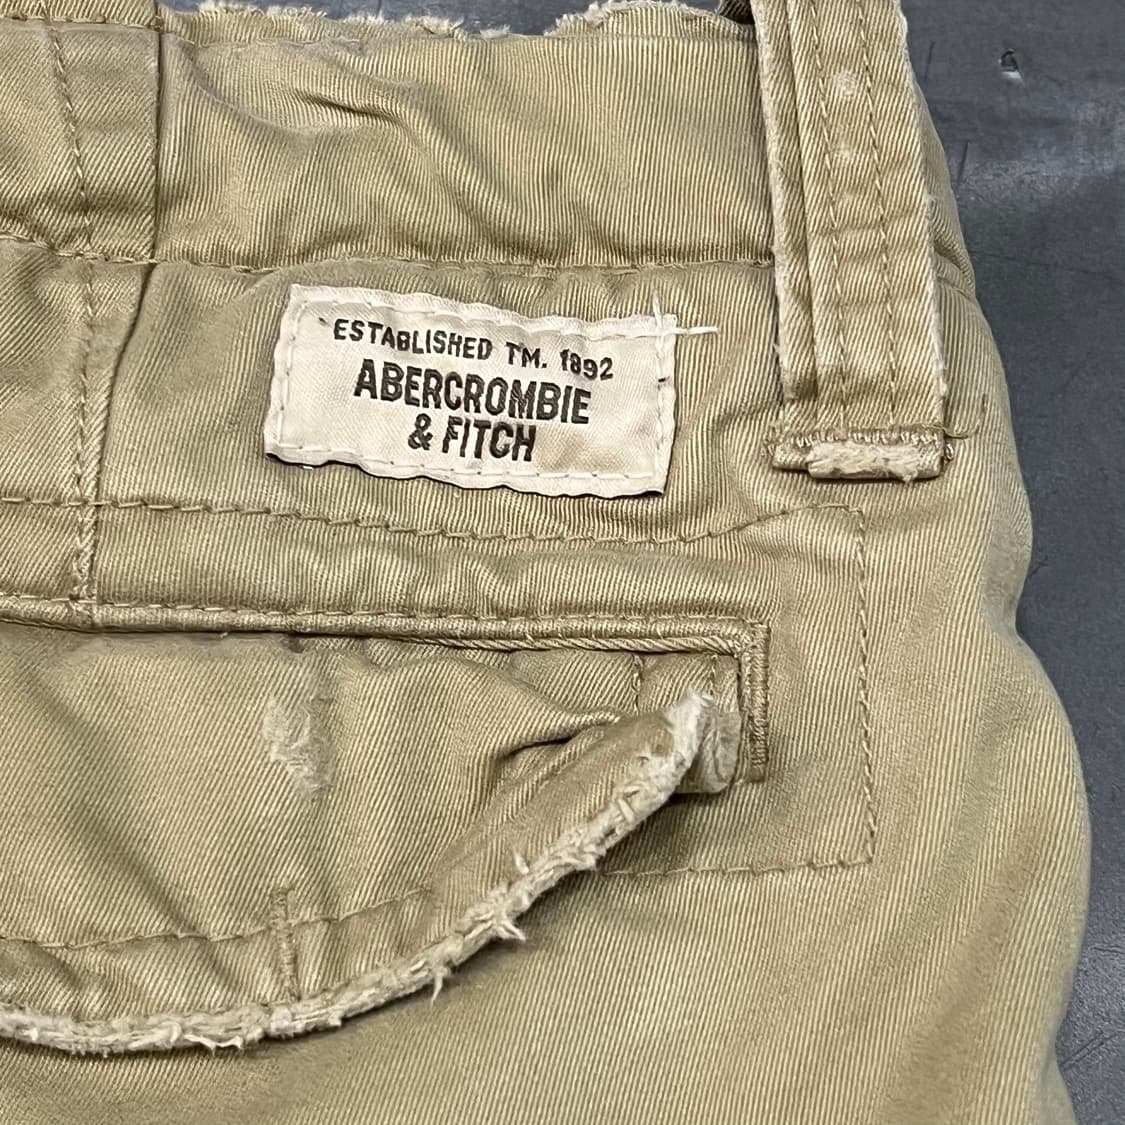 ESTABLISHED TM. 1892
ABERCROMBIE
& FITCH